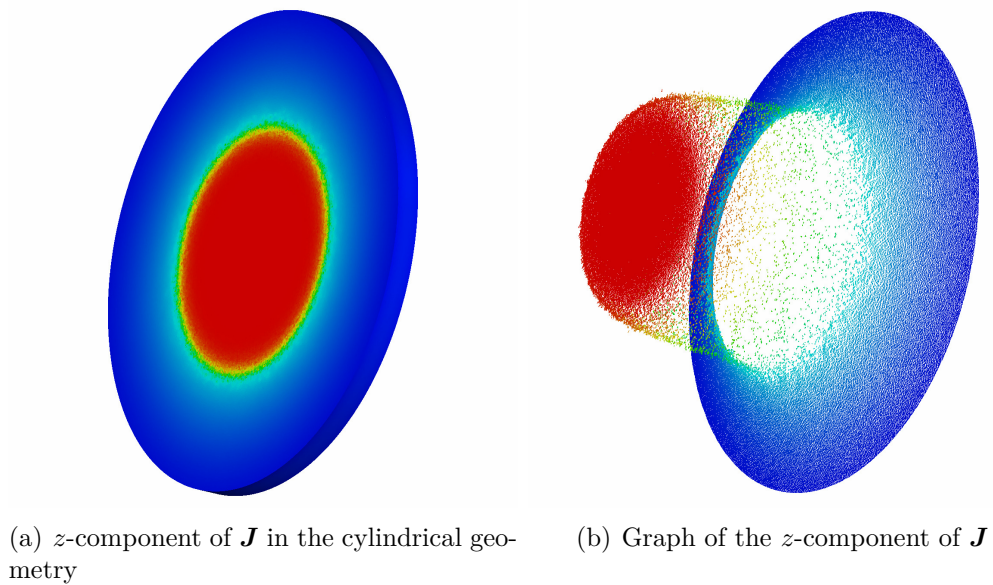 (a) z-component of J in the cylindrical geo-
metry
(b) Graph of the z-component of J